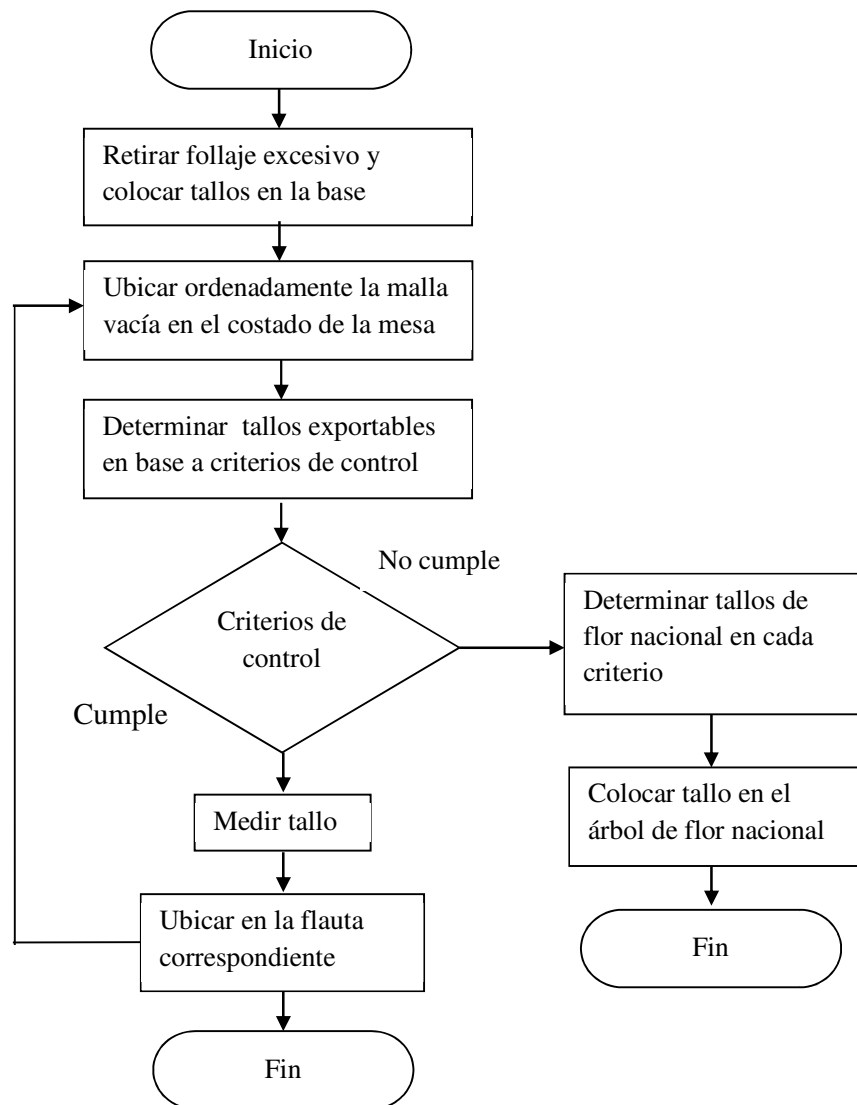 Inicio
Retirar follaje excesivo y
colocar tallos en la base
Ubicar ordenadamente la malla
vacía en el costado de la mesa
Determinar tallos exportables
en base a criterios de control
No cumple
Criterios de
control
Cumple
Determinar tallos de
flor nacional en cada
criterio
Medir tallo
Colocar tallo en el
árbol de flor nacional
Ubicar en la flauta
correspondiente
Fin
Fin